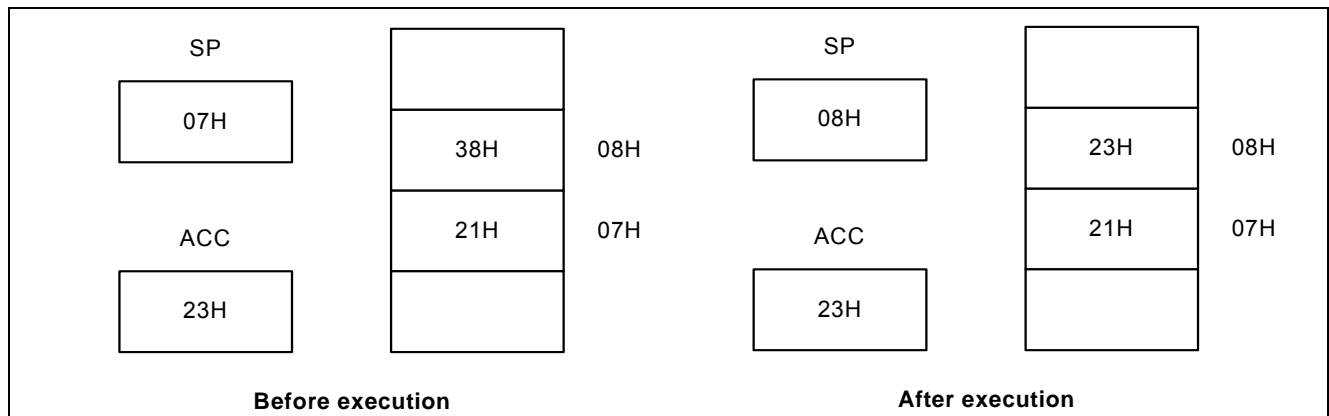 SP
07H
38H 08H
21H 07H
ACC
23H
Before execution
SP
08H
23H 08H
21H 07H
ACC
23H
After execution